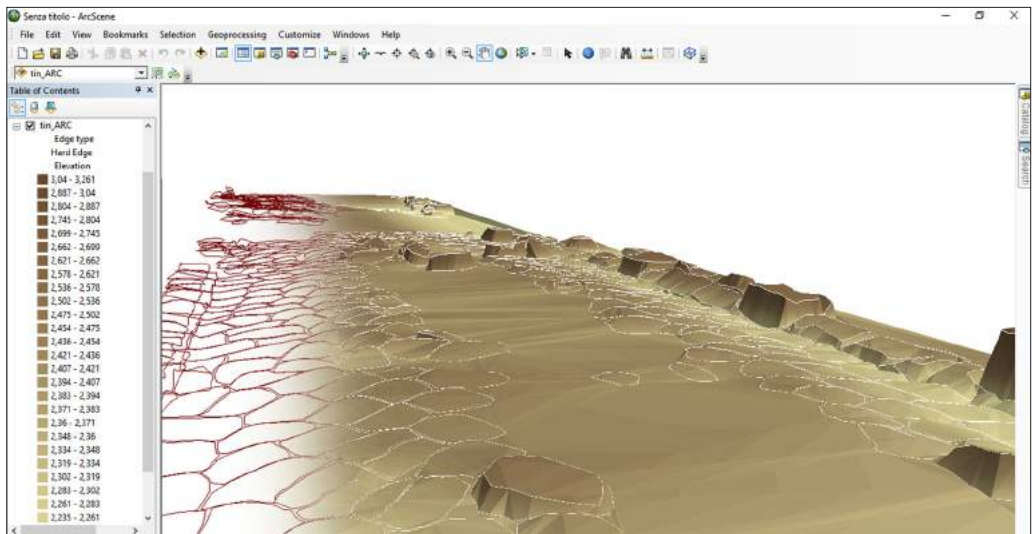 Senza titolo - ArcScene
File Edit View Bookmarks Selection Geoprocessing Customize Windows Help
tin_ARC
Table of Contents
tin_ARC
Edge type
Hard Edge
Elevation
3,04 - 3,261
2,887 - 3,04
2,804 - 2,887
2,745 - 2,804
2,699 - 2,745
2,662 - 2,699
2,621 - 2,662
2,578 - 2,621
2,536 - 2,578
2,502 - 2,536
2,475 - 2,502
2,454 - 2,475
2,436 - 2,454
2,421 - 2,436
2,407 - 2,421
2,394 - 2,407
2,383 - 2,394
2,371 - 2,383
2,36 - 2,371
2,348 - 2,36
2,334 - 2,348
2,319 - 2,334
2,302 - 2,319
2,283 - 2,302
2,261 - 2,283
2,235 - 2,261
Catalog
Search